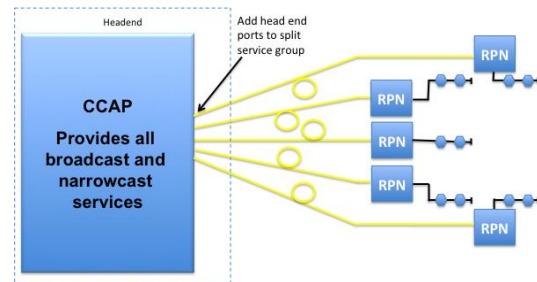 Headend
Add head end
ports to split
service group
CCAP
Provides all
broadcast and
narrowcast
services
RPN
RPN
RPN
RPN
RPN